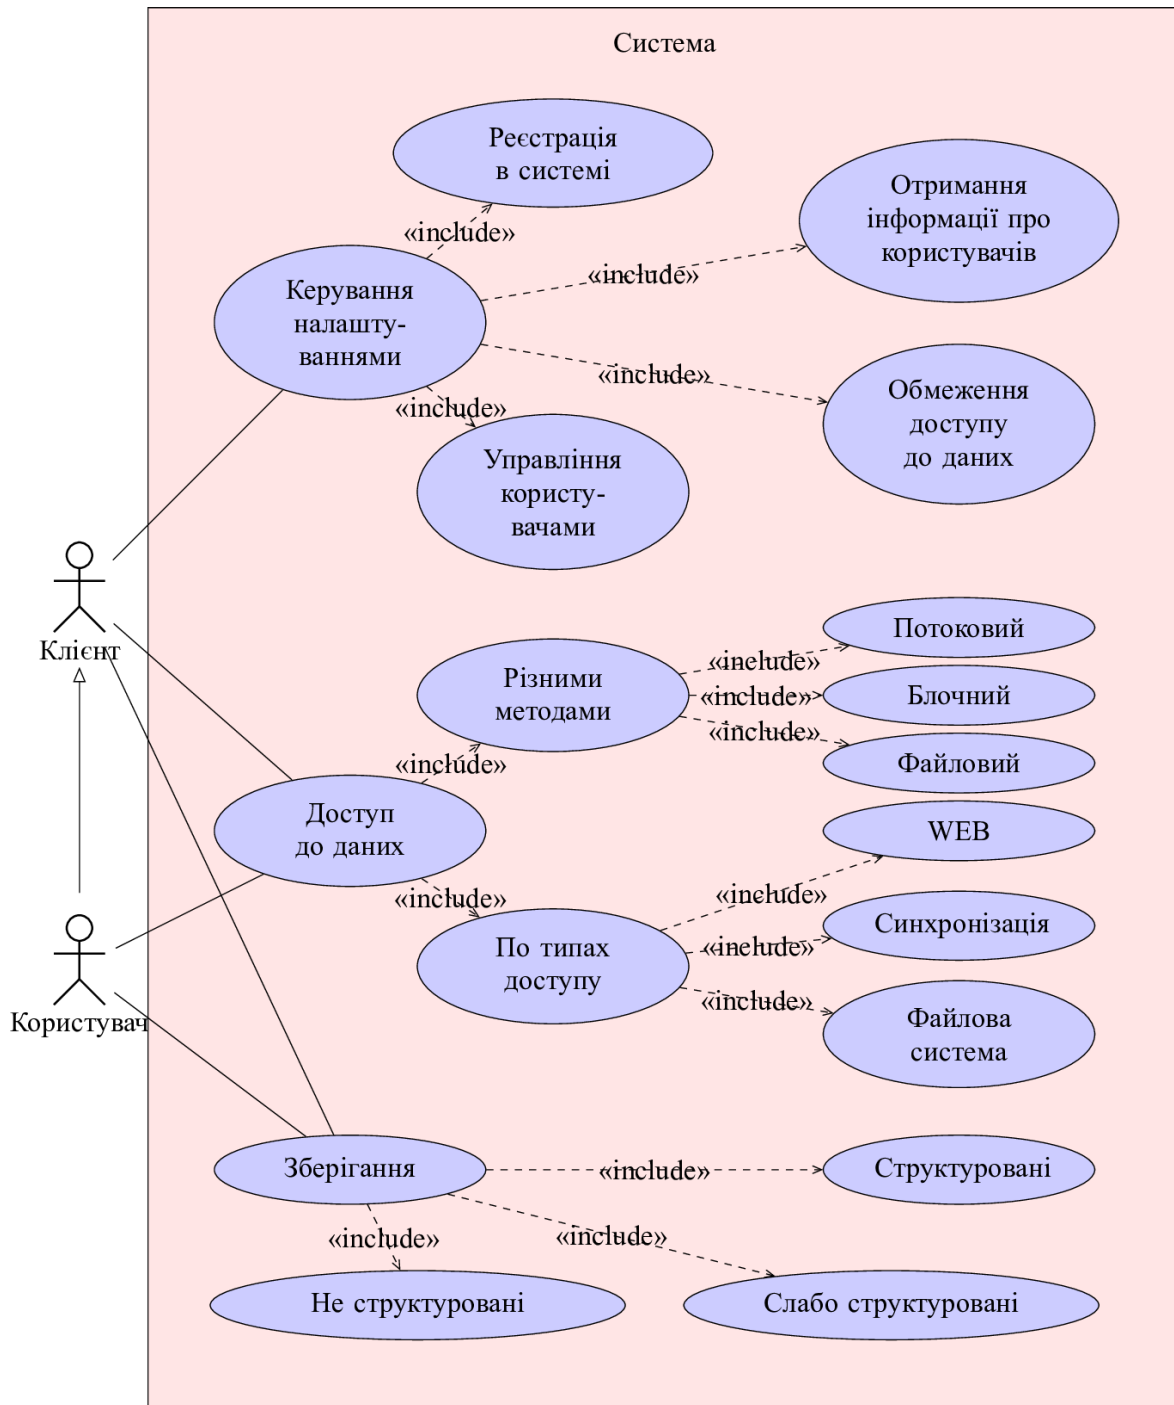 Система
Реєстрація
в системі
Отримання
інформації про
користувачів
«include»
«include»
Керування
налашту-
ваннями
«include»
Обмеження
доступу
до даних
«include»
Управління
користу-
вачами
Клієнт
Потоковий
Різними
методами
«include»
Блочний
«include»
«include»
Файловий
«include»
Доступ
до даних
WEB
«include»
«include»
Синхронізація
По типах
доступу
«include»
«include»
Файлова
система
Користувач
Зберігання
«include»
Структуровані
«include»
«include»
Не структуровані
Слабо структуровані